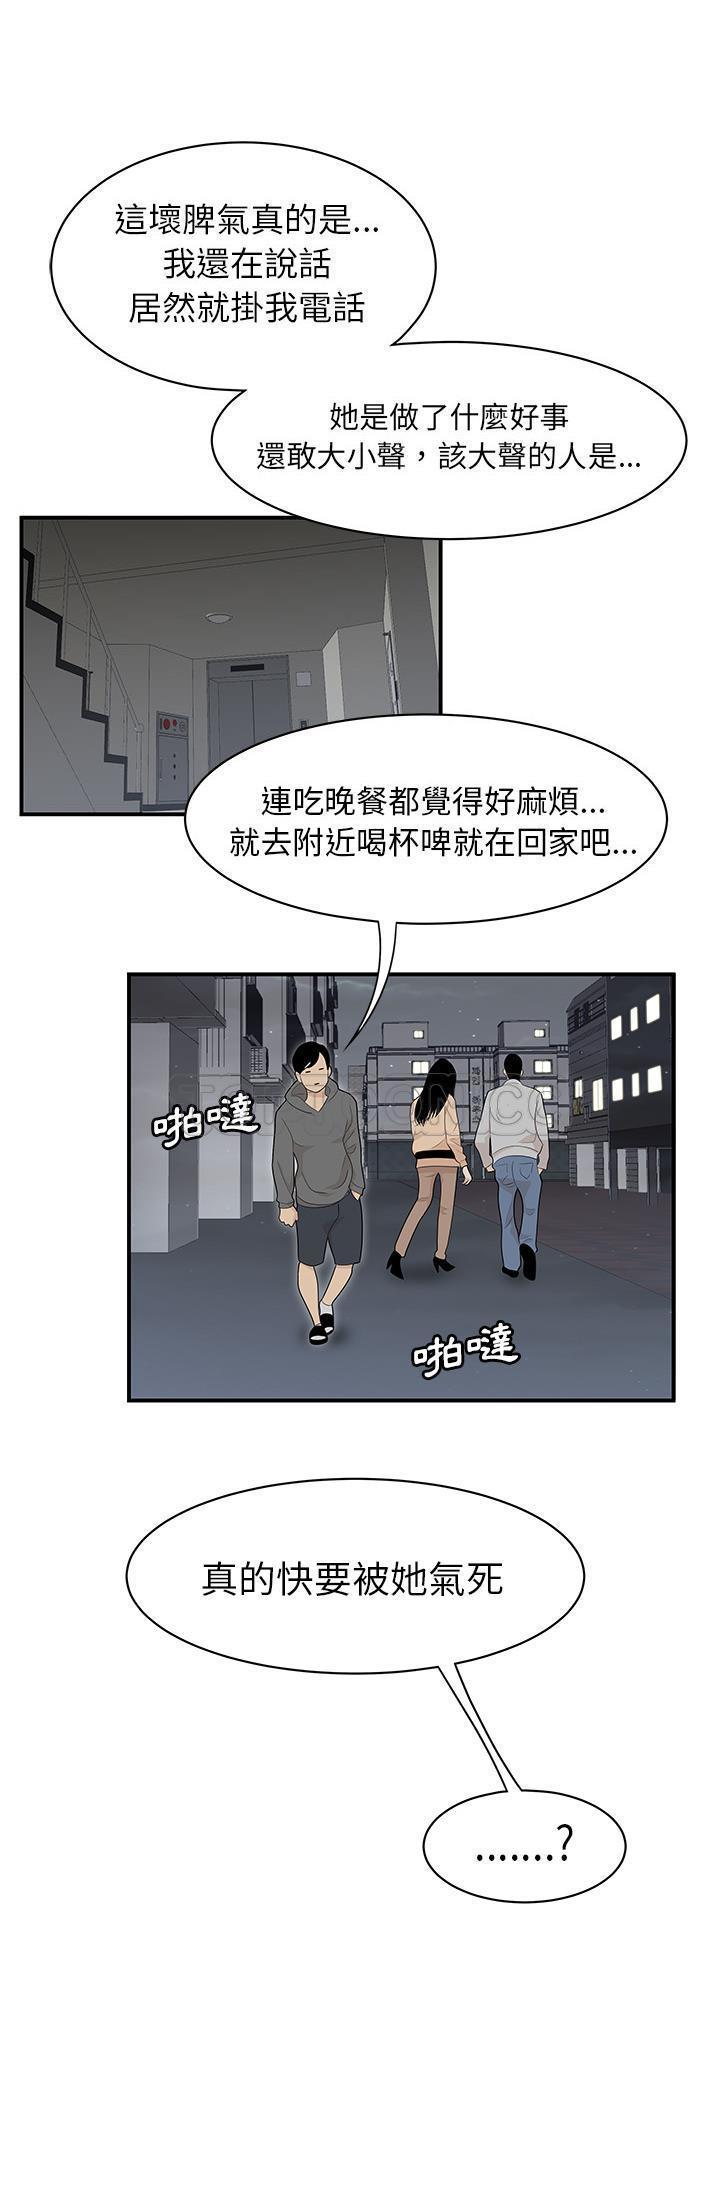 這壞脾氣真的是...
我還在說話
居然就掛我電話
她是做了什麼好事
還敢大小聲，該大聲的人是...
連吃晚餐都覺得好麻煩...
就去附近喝杯啤就在回家吧...
啪噠
啪噠
真的快要被她氣死
.......?